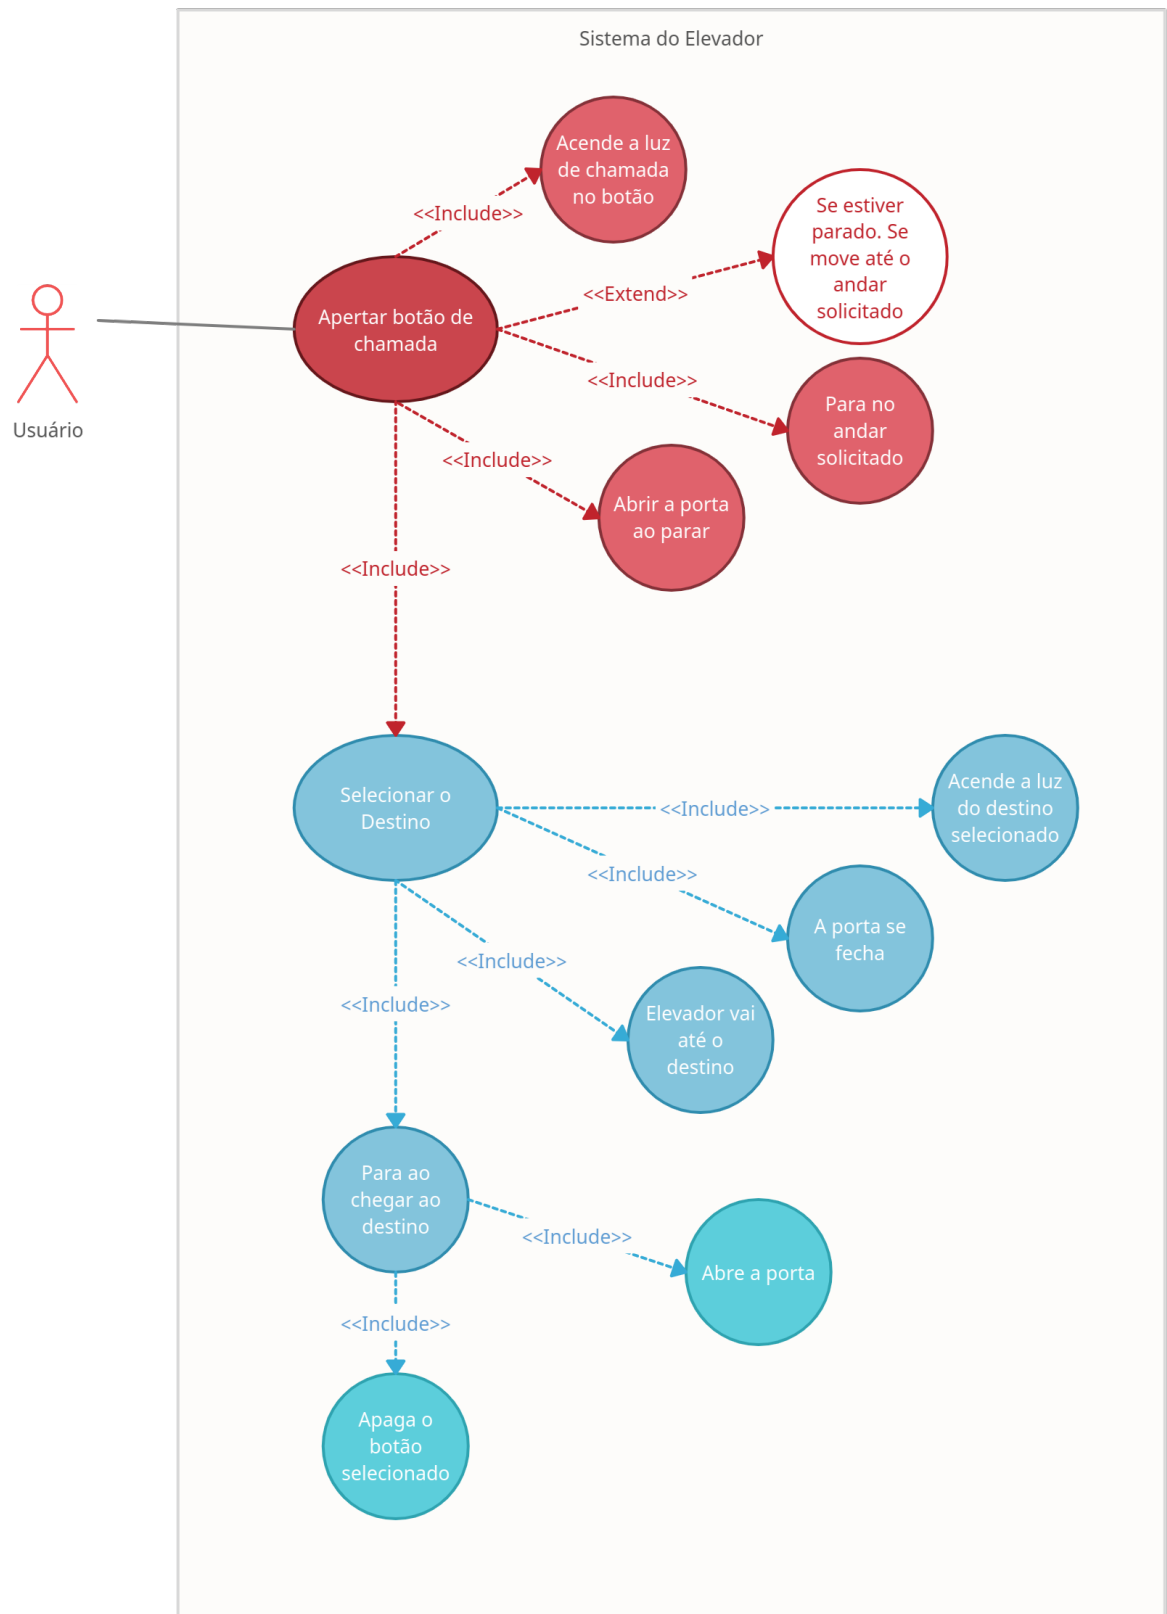 Sistema do Elevador
Acende a luz
de chamada
no botão
<<Include>>
Se estiver
parado. Se
move até o
andar
solicitado
<<Extend>>
Apertar botão de
chamada
<<Include>>
Para no
andar
solicitado
Usuário
<<Include>>
Abrir a porta
ao parar
<<Include>>
Selecionar o
Destino
<<Include>>
Acende a luz
do destino
selecionado
<<Include>>
A porta se
fecha
<<Include>>
Elevador vai
até o
destino
<<Include>>
Para ao
chegar ao
destino
<<Include>>
Abre a porta
<<Include>>
Apaga o
botão
selecionado